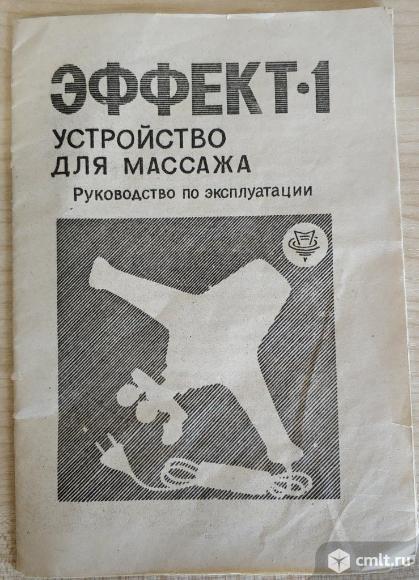 ЭФФЕКТ·1
УСТРОЙСТВО
ДЛЯ МАССАЖА
Руководство по эксплуатации
cmlt.ru